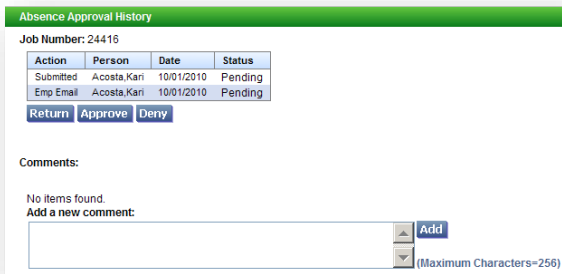 Absence Approval History
Job Number: 24416
Action Person Date Status
Submitted Acosta,Kari 10/01/2010 Pending
Emp Email Acosta,Kari 10/01/2010 Pending
Return Approve Deny
Comments:
No items found.
Add a new comment:
Add
(Maximum Characters=256)